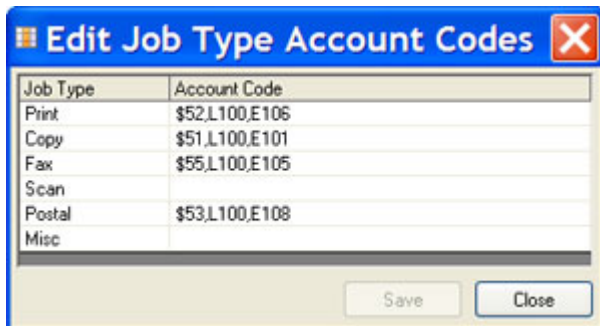 Edit Job Type Account Codes
Job Type Account Code
Print $52,L100,E106
Copy $51,L100,E101
Fax $55,L100,E105
Scan
Postal $53,L100,E108
Misc
Save Close